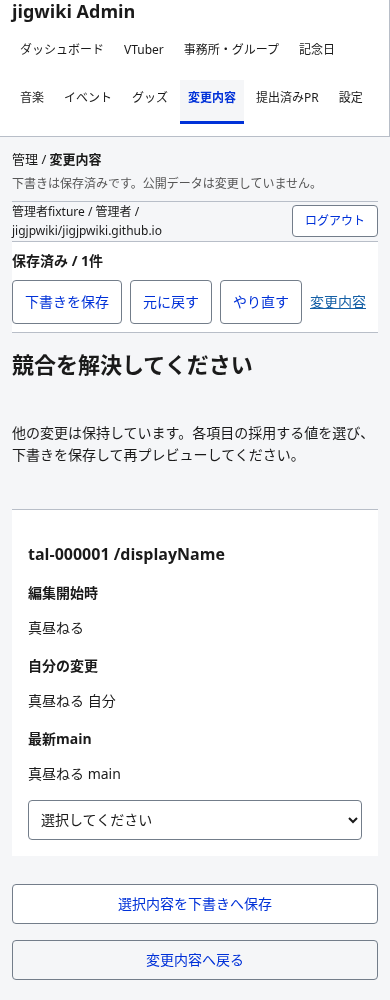 jigwiki Admin
ダッシュボード VTuber 事務所・グループ 記念日
音楽 イベント グッズ 変更内容 提出済みPR 設定
管理 / 変更内容
下書きは保存済みです。公開データは変更していません。
管理者fixture / 管理者 /
jigjpwiki/jigjpwiki.github.io
ログアウト
保存済み / 1件
下書きを保存 元に戻す やり直す 変更内容
競合を解決してください
他の変更は保持しています。各項目の採用する値を選び、
下書きを保存して再プレビューしてください。
tal-000001 /displayName
編集開始時
真昼ねる
自分の変更
真昼ねる 自分
最新main
真昼ねる main
選択してください
選択内容を下書きへ保存
変更内容へ戻る